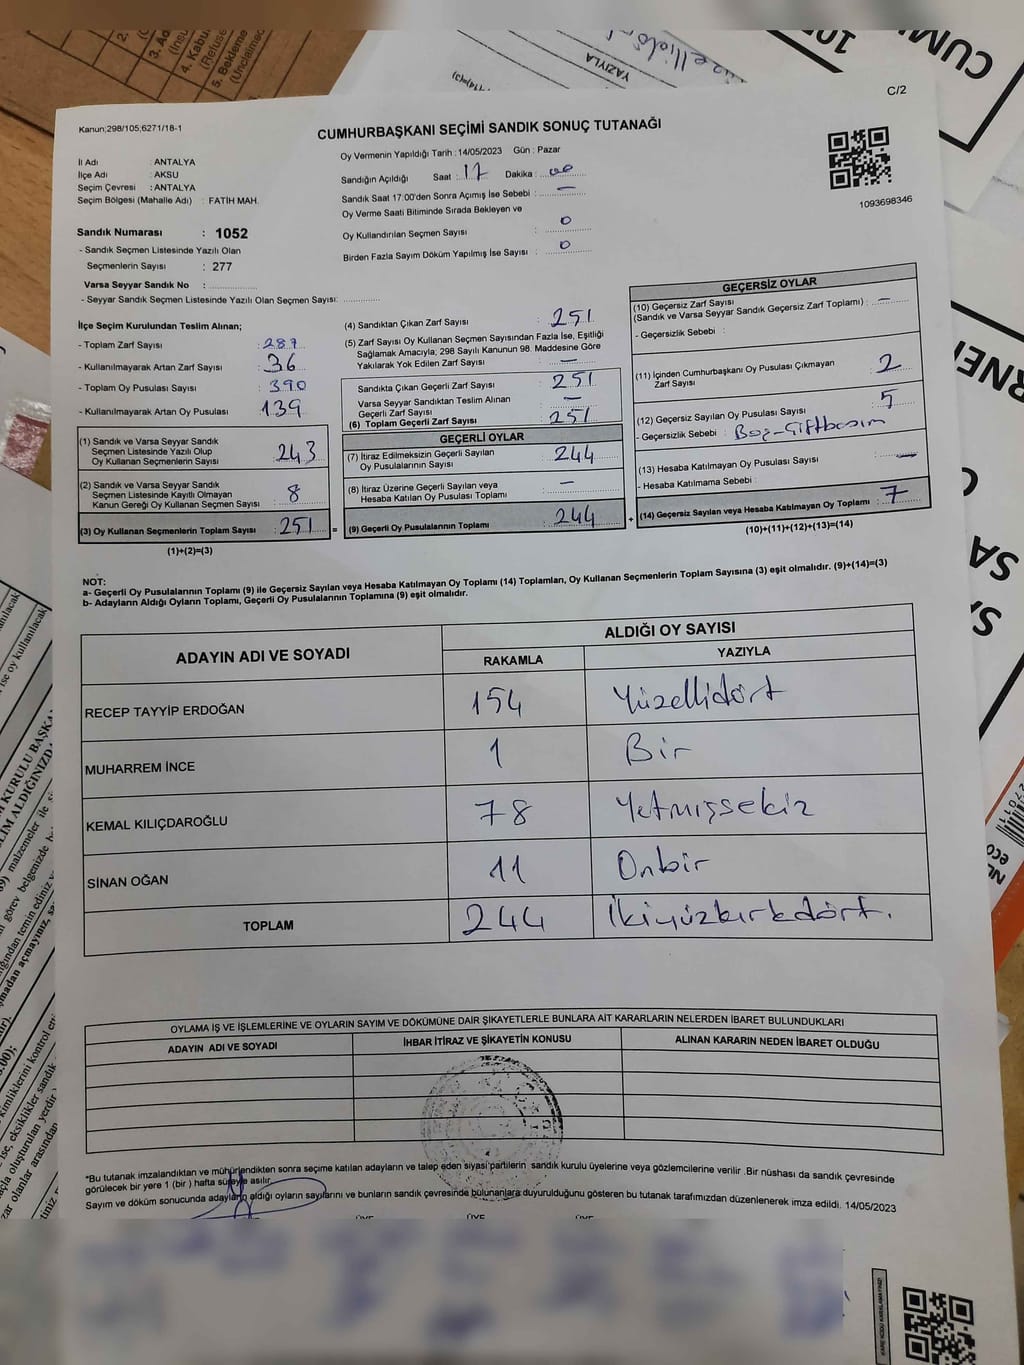 C/2
Kanun;298/105;6271/18-1
CUMHURBAŞKANI SEÇİMİ SANDIK SONUÇ TUTANAĞI
İl Adı : ANTALYA
İlçe Adı : AKSU
Seçim Çevresi : ANTALYA
Seçim Bölgesi (Mahalle Adı) : FATİH MAH.
Oy Vermenin Yapıldığı Tarih : 14/05/2023 Gün : Pazar
Sandığın Açıldığı Saat : 17 Dakika : 00
Sandık Saat 17:00'den Sonra Açımış İse Sebebi : —
Oy Verme Saati Bitiminde Sırada Bekleyen ve
Oy Kullandırılan Seçmen Sayısı : 0
Birden Fazla Sayım Döküm Yapılmış İse Sayısı : 0
1093698346
Sandık Numarası : 1052
- Sandık Seçmen Listesinde Yazılı Olan
Seçmenlerin Sayısı : 277
Varsa Seyyar Sandık No :
- Seyyar Sandık Seçmen Listesinde Yazılı Olan Seçmen Sayısı:
İlçe Seçim Kurulundan Teslim Alınan;
- Toplam Zarf Sayısı : 287
- Kullanılmayarak Artan Zarf Sayısı : 36
- Toplam Oy Pusulası Sayısı : 390
- Kullanılmayarak Artan Oy Pusulası : 139
(1) Sandık ve Varsa Seyyar Sandık
Seçmen Listesinde Yazılı Olup
Oy Kullanan Seçmenlerin Sayısı : 243
(2) Sandık ve Varsa Seyyar Sandık
Seçmen Listesinde Kayıtlı Olmayan
Kanun Gereği Oy Kullanan Seçmen Sayısı : 8
(3) Oy Kullanan Seçmenlerin Toplam Sayısı : 251 =
(1)+(2)=(3)
(4) Sandıktan Çıkan Zarf Sayısı : 251
(5) Zarf Sayısı Oy Kullanan Seçmen Sayısından Fazla İse, Eşitliği
Sağlamak Amacıyla, 298 Sayılı Kanunun 98. Maddesine Göre
Yakılarak Yok Edilen Zarf Sayısı : —
Sandıkta Çıkan Geçerli Zarf Sayısı : 251
Varsa Seyyar Sandıktan Teslim Alınan
Geçerli Zarf Sayısı : —
(6) Toplam Geçerli Zarf Sayısı : 251
GEÇERLİ OYLAR
(7) İtiraz Edilmeksizin Geçerli Sayılan
Oy Pusulalarının Sayısı : 244
(8) İtiraz Üzerine Geçerli Sayılan veya
Hesaba Katılan Oy Pusulası Toplamı : —
(9) Geçerli Oy Pusulalarının Toplamı : 244 +
GEÇERSİZ OYLAR
(10) Geçersiz Zarf Sayısı
(Sandık ve Varsa Seyyar Sandık Geçersiz Zarf Toplamı) : —
- Geçersizlik Sebebi :
(11) İçinden Cumhurbaşkanı Oy Pusulası Çıkmayan
Zarf Sayısı : 2
(12) Geçersiz Sayılan Oy Pusulası Sayısı : 5
- Geçersizlik Sebebi : Boş-Çiftbasım
(13) Hesaba Katılmayan Oy Pusulası Sayısı : —
- Hesaba Katılmama Sebebi :
(14) Geçersiz Sayılan veya Hesaba Katılmayan Oy Toplamı : 7
(10)+(11)+(12)+(13)=(14)
NOT:
a- Geçerli Oy Pusulalarının Toplamı (9) ile Geçersiz Sayılan veya Hesaba Katılmayan Oy Toplamı (14) Toplamları, Oy Kullanan Seçmenlerin Toplam Sayısına (3) eşit olmalıdır. (9)+(14)=(3)
b- Adayların Aldığı Oyların Toplamı, Geçerli Oy Pusulalarının Toplamına (9) eşit olmalıdır.
ADAYIN ADI VE SOYADI ALDIĞI OY SAYISI
RAKAMLA YAZIYLA
RECEP TAYYİP ERDOĞAN 154 Yüzellidört
MUHARREM İNCE 1 Bir
KEMAL KILIÇDAROĞLU 78 Yetmişsekiz
SİNAN OĞAN 11 Onbir
TOPLAM 244 İkiyüzkırkdört.
OYLAMA İŞ VE İŞLEMLERİNE VE OYLARIN SAYIM VE DÖKÜMÜNE DAİR ŞİKAYETLERLE BUNLARA AİT KARARLARIN NELERDEN İBARET BULUNDUKLARI
ADAYIN ADI VE SOYADI İHBAR İTİRAZ VE ŞİKAYETİN KONUSU ALINAN KARARIN NEDEN İBARET OLDUĞU
*Bu tutanak imzalandıktan ve mühürlendikten sonra seçime katılan adayların ve talep eden siyasi partilerin sandık kurulu üyelerine veya gözlemcilerine verilir .Bir nüshası da sandık çevresinde
görülecek bir yere 1 (bir ) hafta süreyle asılır.
Sayım ve döküm sonucunda adayların aldığı oyların sayılarını ve bunların sandık çevresinde bulunanlara duyurulduğunu gösteren bu tutanak tarafımızdan düzenlenerek imza edildi. 14/05/2023
ÜYE ÜYE ÜYE